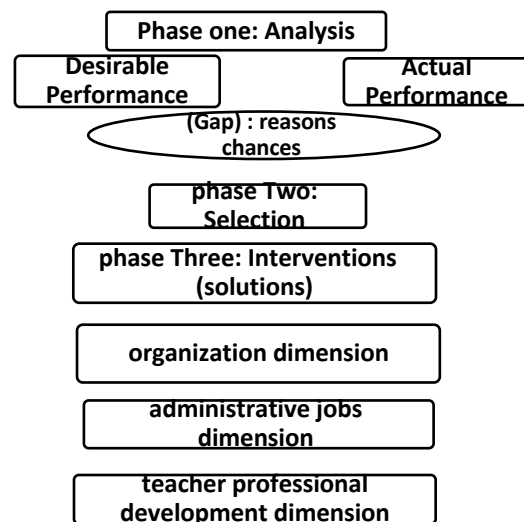 Phase one: Analysis
Desirable
Performance
Actual
Performance
(Gap) : reasons
chances
phase Two:
Selection
phase Three: Interventions
(solutions)
organization dimension
administrative jobs
dimension
teacher professional
development dimension